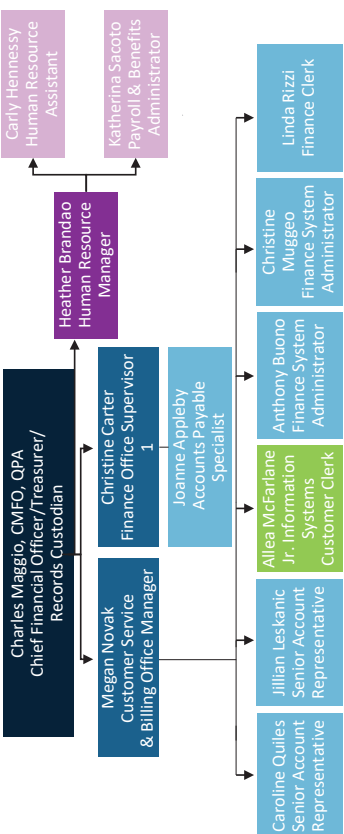 Charles Maggio, CMFO, QPA
Chief Financial Officer/Treasurer/
Records Custodian
Heather Brandao
Human Resource
Manager
Carly Hennessy
Human Resource
Assistant
Katherina Sacoto
Payroll & Benefits
Administrator
Megan Novak
Customer Service
& Billing Office Manager
Christine Carter
Finance Office Supervisor
1
Joanne Appleby
Accounts Payable
Specialist
Caroline Quiles
Senior Account
Representative
Jillian Leskanic
Senior Account
Representative
Allea McFarlane
Jr. Information
Systems
Customer Clerk
Anthony Buono
Finance System
Administrator
Christine
Muggeo
Finance System
Administrator
Linda Rizzi
Finance Clerk